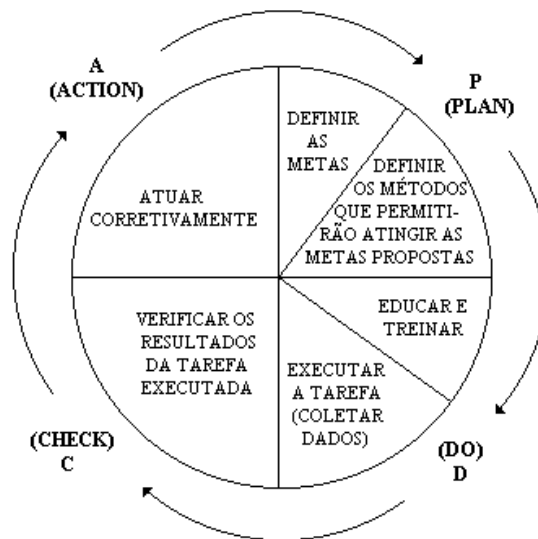 A
(ACTION)
P
(PLAN)
DEFINIR
AS
METAS
DEFINIR
OS MÉTODOS
QUE PERMITI-
RÃO ATINGIR AS
METAS PROPOSTAS
ATUAR
CORRETIVAMENTE
EDUCAR E
TREINAR
VERIFICAR OS
RESULTADOS
DA TAREFA
EXECUTADA
EXECUTAR
A TAREFA
(COLETAR
DADOS)
(CHECK)
C
(DO)
D